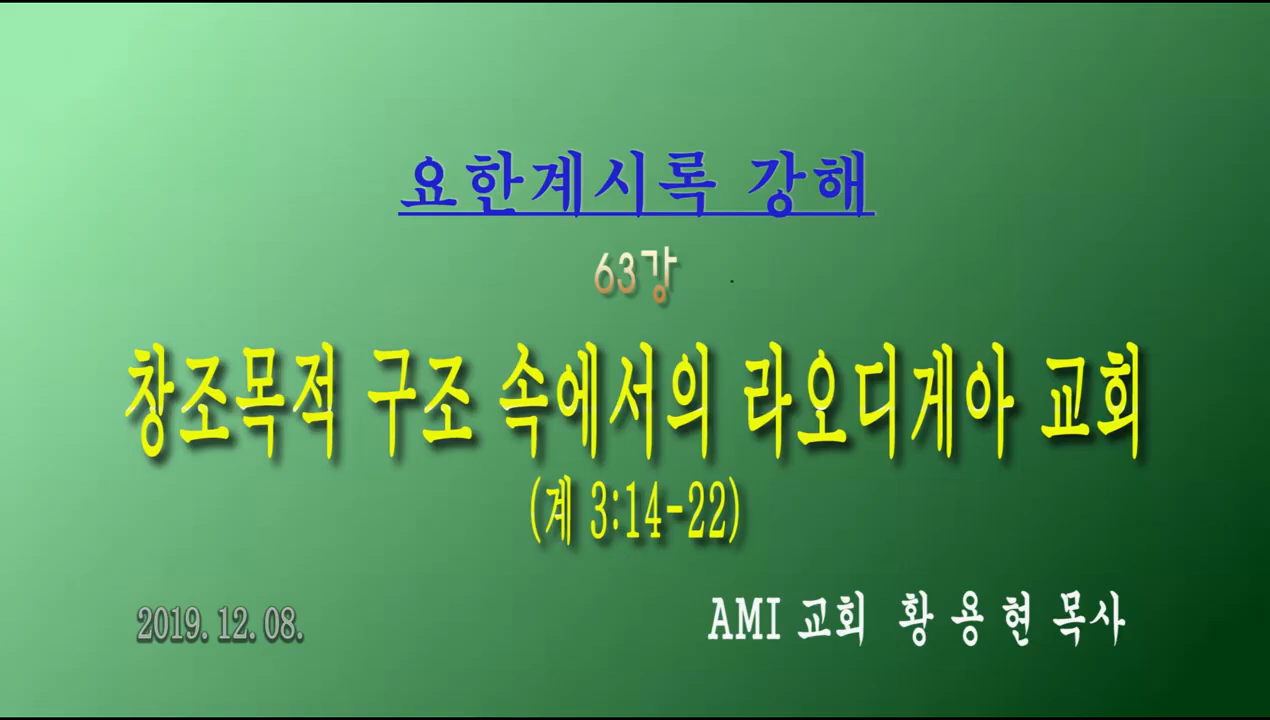 요한계시록 강해
63강
창조목적 구조 속에서의 라오디게아 교회
(계 3:14-22)
2019. 12. 08.
AMI 교회 황 용 현 목사